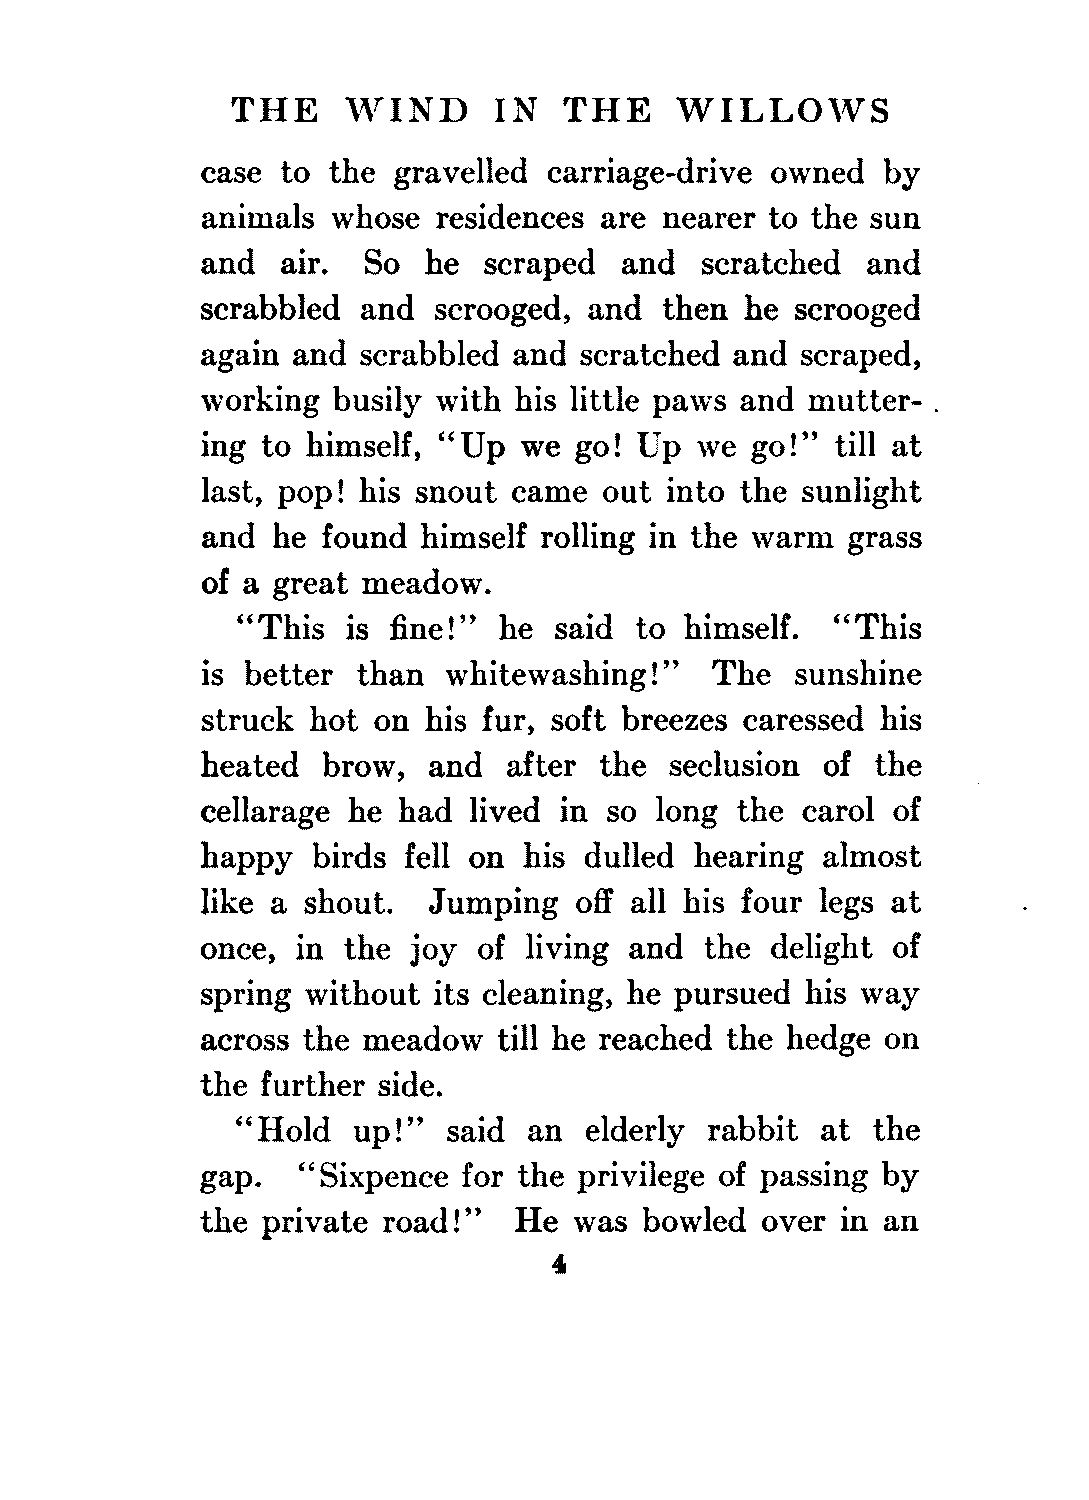 THE WIND IN THE WILLOWS
case to the gravelled carriage-drive owned by
animals whose residences are nearer to the sun
and air. So he scraped and scratched and
scrabbled and scrooged, and then he scrooged
again and scrabbled and scratched and scraped,
working busily with his little paws and mutter-
ing to himself, “Up we go! Up we go!” till at
last, pop! his snout came out into the sunlight
and he found himself rolling in the warm grass
of a great meadow.
“This is fine!” he said to himself. “This
is better than whitewashing!” The sunshine
struck hot on his fur, soft breezes caressed his
heated brow, and after the seclusion of the
cellarage he had lived in so long the carol of
happy birds fell on his dulled hearing almost
like a shout. Jumping off all his four legs at
once, in the joy of living and the delight of
spring without its cleaning, he pursued his way
across the meadow till he reached the hedge on
the further side.
“Hold up!” said an elderly rabbit at the
gap. “Sixpence for the privilege of passing by
the private road!” He was bowled over in an
4